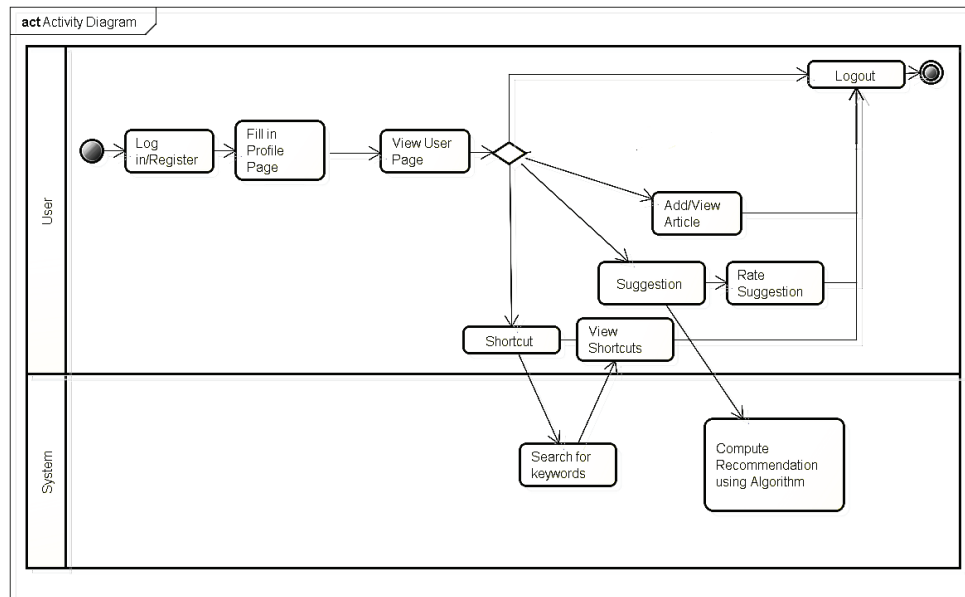 act Activity Diagram
User
Log
in/Register
Fill in
Profile
Page
View User
Page
Logout
Add/View
Article
Suggestion
Rate
Suggestion
Shortcut
View
Shortcuts
System
Search for
keywords
Compute
Recommendation
using Algorithm